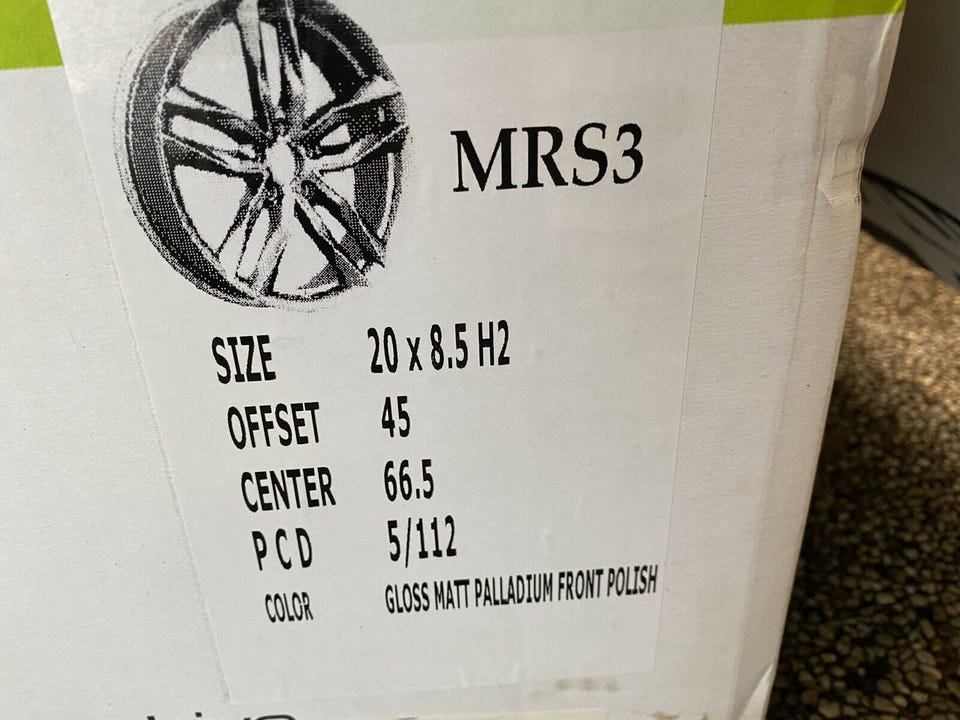 MRS3
SIZE 20 x 8.5 H2
OFFSET 45
CENTER 66.5
P C D 5/112
COLOR GLOSS MATT PALLADIUM FRONT POLISH